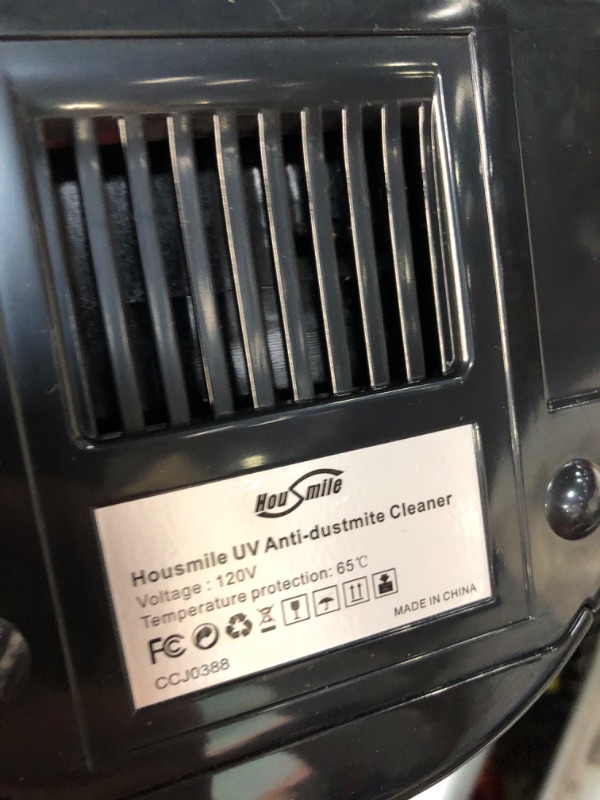 HouSmile
Housmile UV Anti-dustmite Cleaner
Voltage : 120V
Temperature protection: 65℃
FC
MADE IN CHINA
CCJ0388